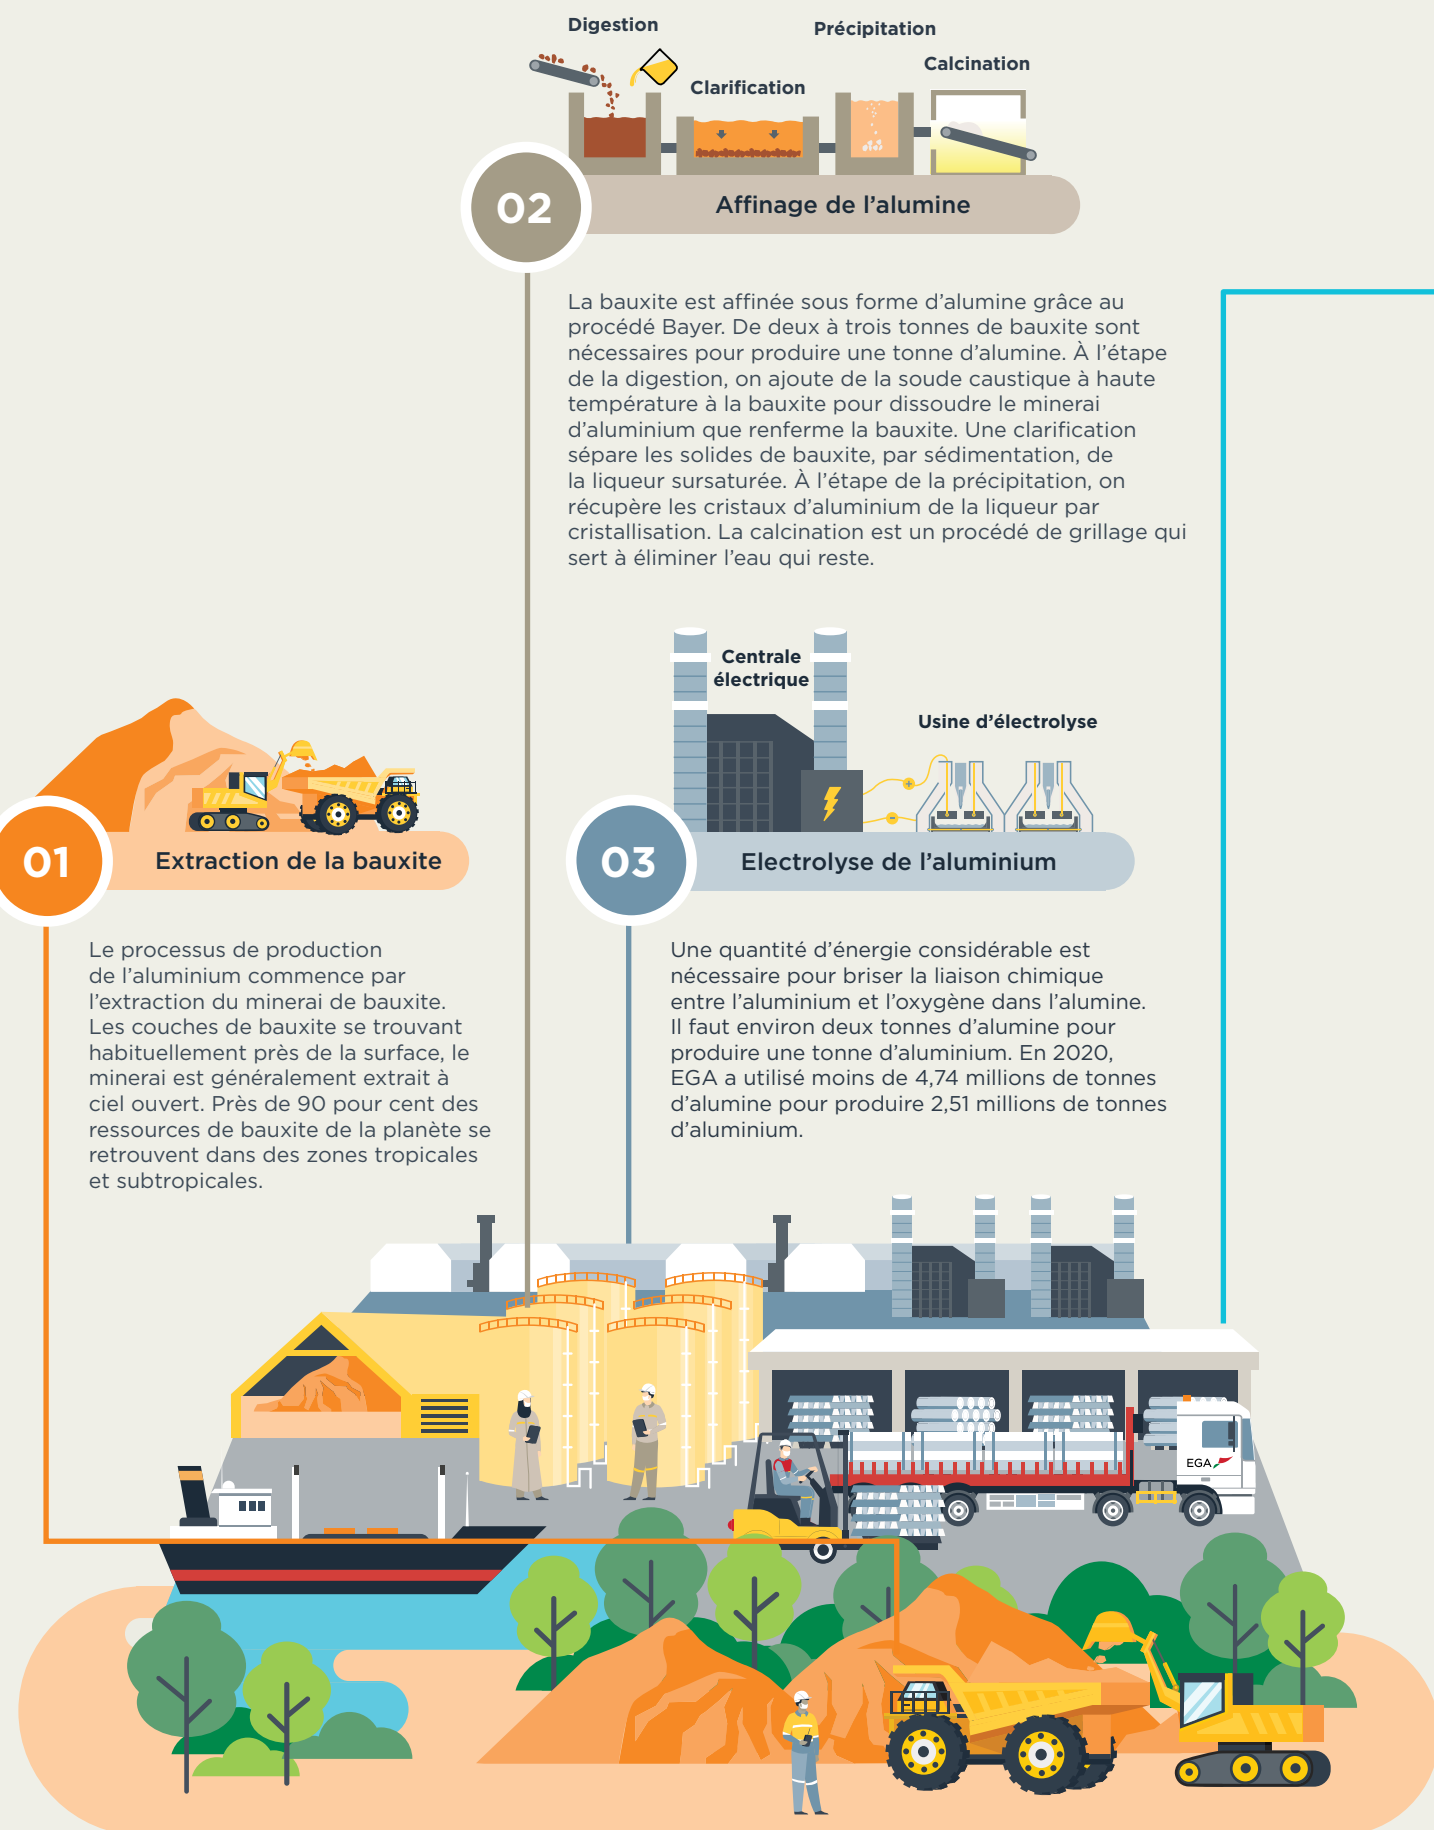 Digestion
Précipitation
Calcination
Clarification
02
Affinage de l’alumine
La bauxite est affinée sous forme d’alumine grâce au
procédé Bayer. De deux à trois tonnes de bauxite sont
nécessaires pour produire une tonne d’alumine. À l’étape
de la digestion, on ajoute de la soude caustique à haute
température à la bauxite pour dissoudre le minerai
d’aluminium que renferme la bauxite. Une clarification
sépare les solides de bauxite, par sédimentation, de
la liqueur sursaturée. À l’étape de la précipitation, on
récupère les cristaux d’aluminium de la liqueur par
cristallisation. La calcination est un procédé de grillage qui
sert à éliminer l’eau qui reste.
01
Extraction de la bauxite
Le processus de production
de l’aluminium commence par
l’extraction du minerai de bauxite.
Les couches de bauxite se trouvant
habituellement près de la surface, le
minerai est généralement extrait à
ciel ouvert. Près de 90 pour cent des
ressources de bauxite de la planète se
retrouvent dans des zones tropicales
et subtropicales.
Centrale
électrique
Usine d’électrolyse
03
Electrolyse de l’aluminium
Une quantité d’énergie considérable est
nécessaire pour briser la liaison chimique
entre l’aluminium et l’oxygène dans l’alumine.
Il faut environ deux tonnes d’alumine pour
produire une tonne d’aluminium. En 2020,
EGA a utilisé moins de 4,74 millions de tonnes
d’alumine pour produire 2,51 millions de tonnes
d’aluminium.
EGA